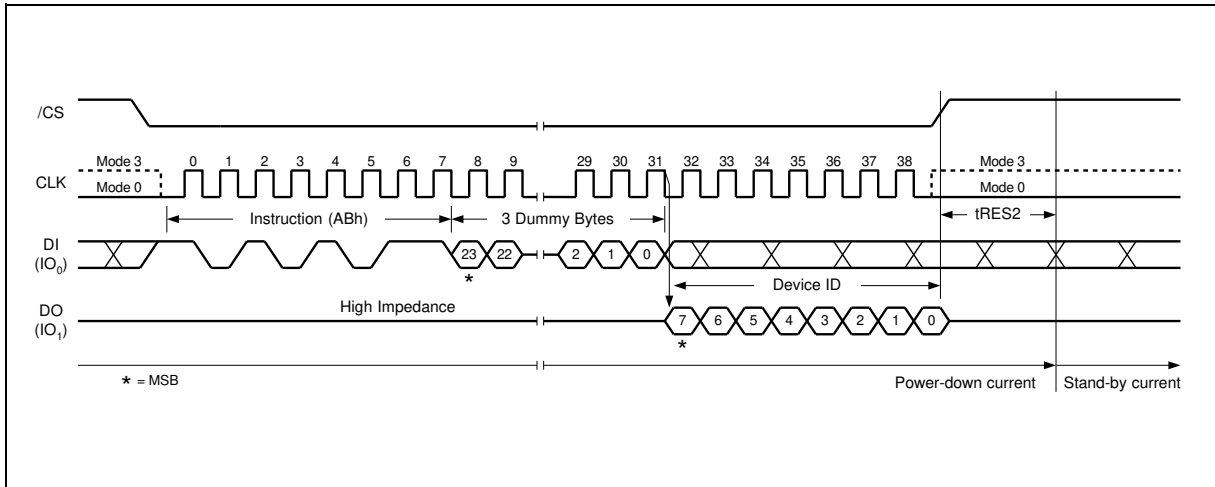 /CS
Mode 3 0 1 2 3 4 5 6 7 8 9 29 30 31 32 33 34 35 36 37 38 Mode 3
CLK Mode 0 Mode 0
Instruction (ABh) 3 Dummy Bytes tRES2
DI
(IO0)
23 22 2 1 0
*
Device ID
High Impedance
DO
(IO1)
7 6 5 4 3 2 1 0
*
* = MSB
Power-down current Stand-by current